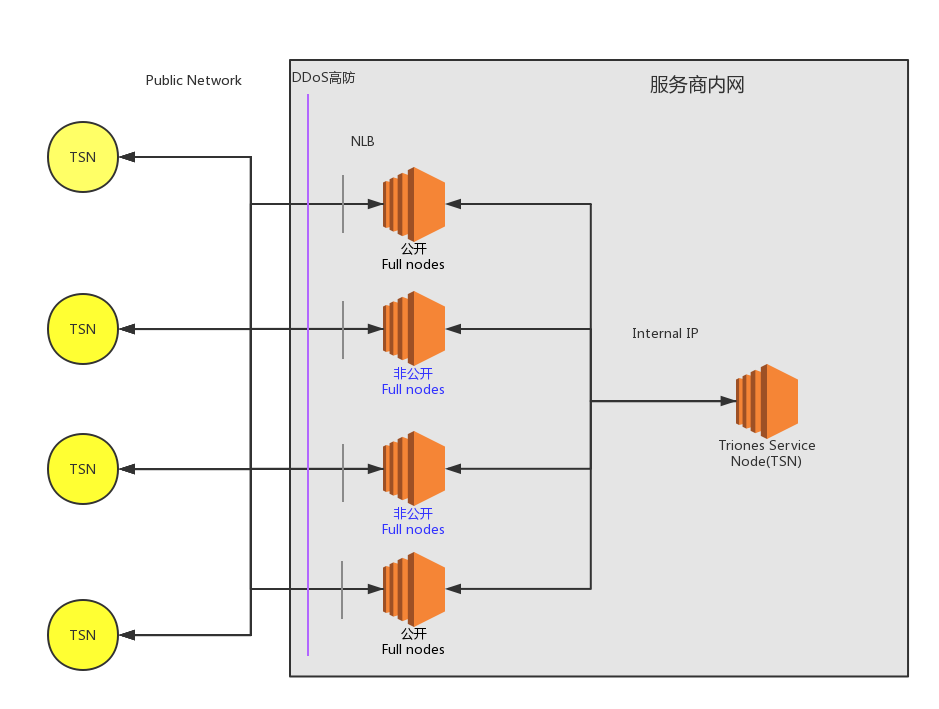 Public Network
DDoS高防
服务商内网
NLB
TSN
公开
Full nodes
TSN
Internal IP
非公开
Full nodes
Triones Service
Node(TSN)
TSN
非公开
Full nodes
TSN
公开
Full nodes